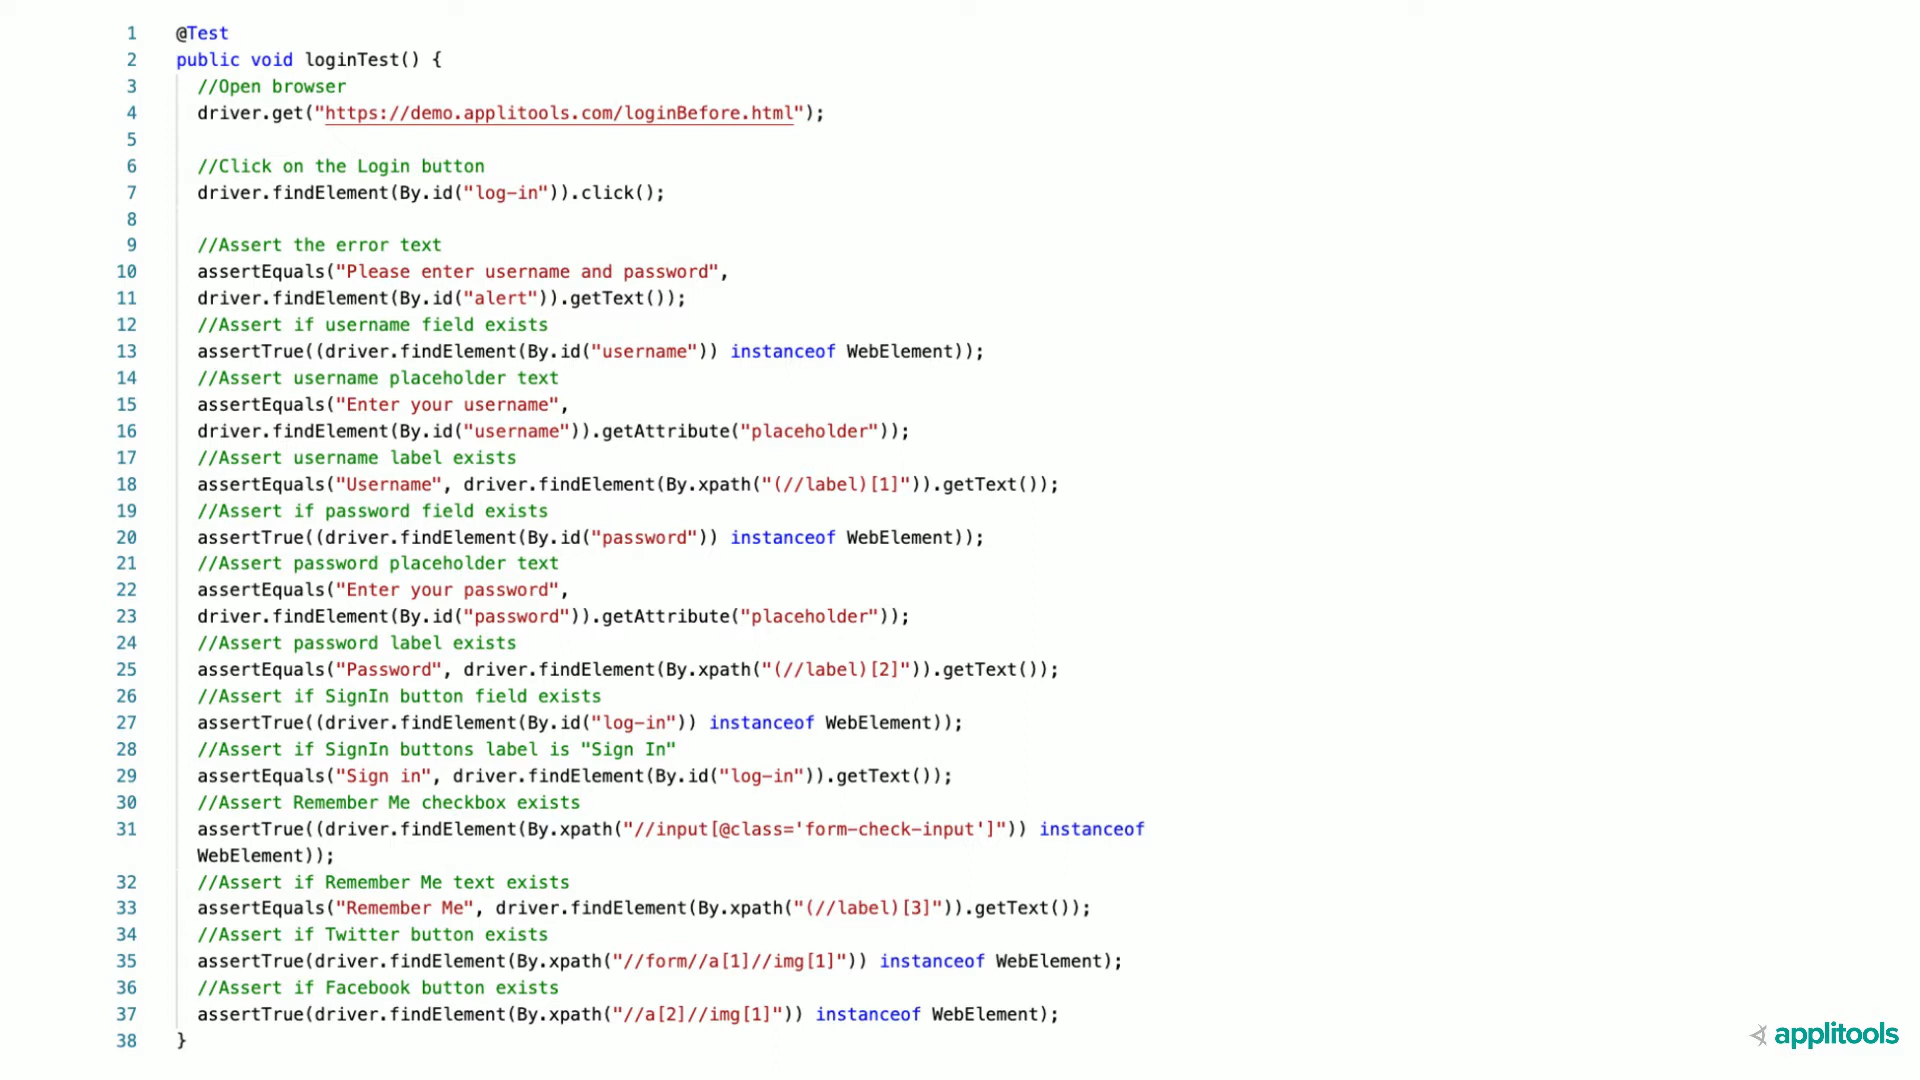 1 @Test
2 public void loginTest() {
3 //Open browser
4 driver.get("https://demo.applitools.com/loginBefore.html");
5
6 //Click on the Login button
7 driver.findElement(By.id("log-in")).click();
8
9 //Assert the error text
10 assertEquals("Please enter username and password",
11 driver.findElement(By.id("alert")).getText());
12 //Assert if username field exists
13 assertTrue((driver.findElement(By.id("username")) instanceof WebElement));
14 //Assert username placeholder text
15 assertEquals("Enter your username",
16 driver.findElement(By.id("username")).getAttribute("placeholder"));
17 //Assert username label exists
18 assertEquals("Username", driver.findElement(By.xpath("(//label)[1]")).getText());
19 //Assert if password field exists
20 assertTrue((driver.findElement(By.id("password")) instanceof WebElement));
21 //Assert password placeholder text
22 assertEquals("Enter your password",
23 driver.findElement(By.id("password")).getAttribute("placeholder"));
24 //Assert password label exists
25 assertEquals("Password", driver.findElement(By.xpath("(//label)[2]")).getText());
26 //Assert if SignIn button field exists
27 assertTrue((driver.findElement(By.id("log-in")) instanceof WebElement));
28 //Assert if SignIn buttons label is "Sign In"
29 assertEquals("Sign in", driver.findElement(By.id("log-in")).getText());
30 //Assert Remember Me checkbox exists
31 assertTrue((driver.findElement(By.xpath("//input[@class='form-check-input']")) instanceof
WebElement));
32 //Assert if Remember Me text exists
33 assertEquals("Remember Me", driver.findElement(By.xpath("(//label)[3]")).getText());
34 //Assert if Twitter button exists
35 assertTrue(driver.findElement(By.xpath("//form//a[1]//img[1]")) instanceof WebElement);
36 //Assert if Facebook button exists
37 assertTrue(driver.findElement(By.xpath("//a[2]//img[1]")) instanceof WebElement);
38 }
applitools